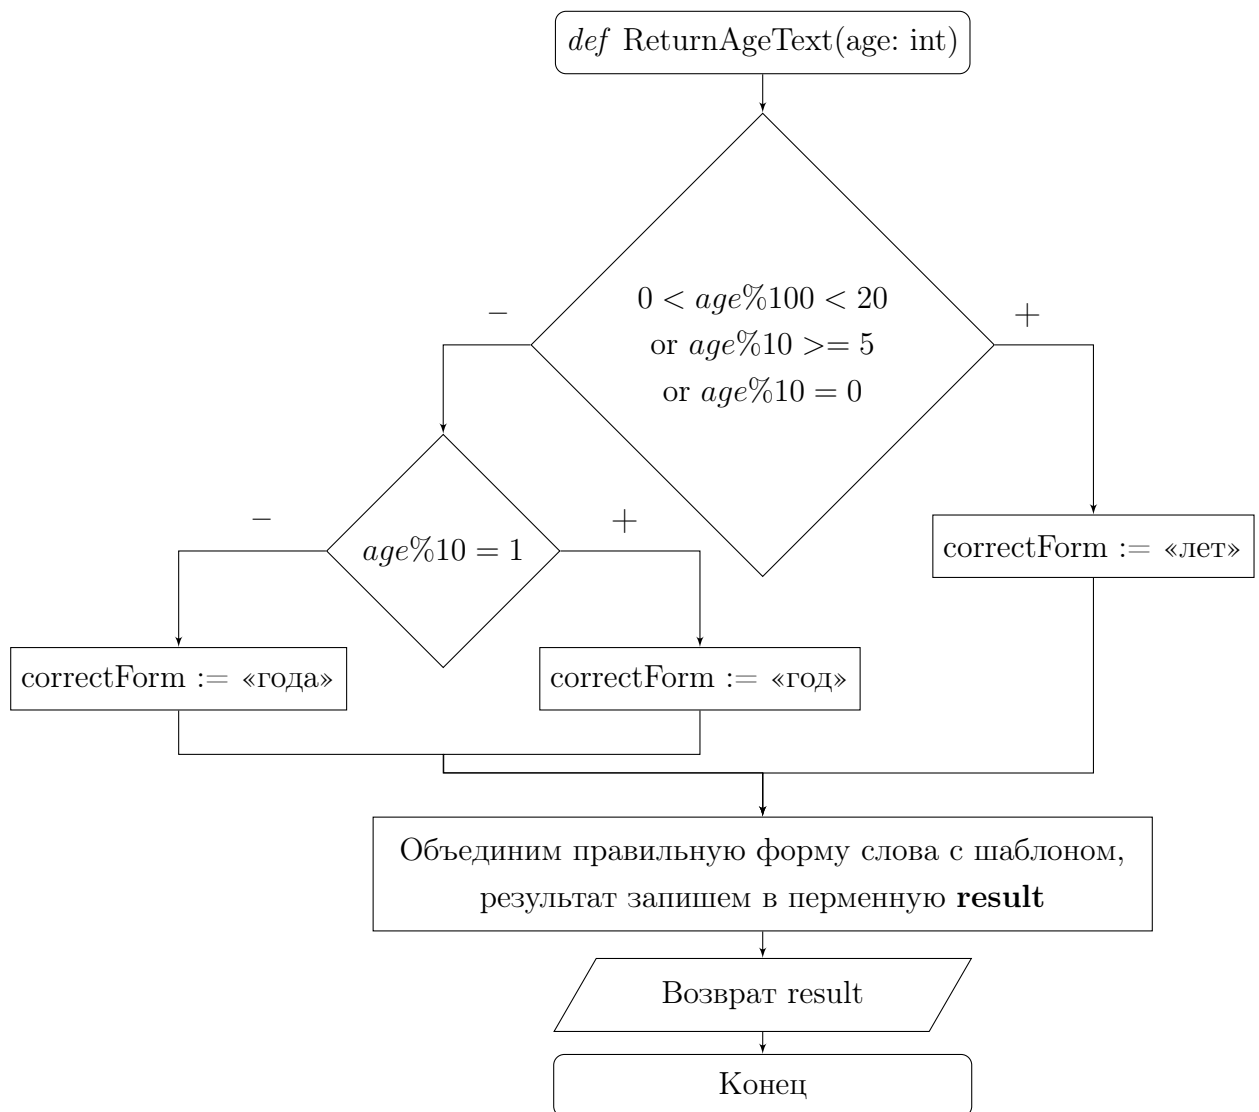 def ReturnAgeText(age: int)
0 < age%100 < 20
or age%10 >= 5
or age%10 = 0
−
+
age%10 = 1
−
+
correctForm := «лет»
correctForm := «года»
correctForm := «год»
Объединим правильную форму слова с шаблоном,
результат запишем в перменную result
Возврат result
Конец